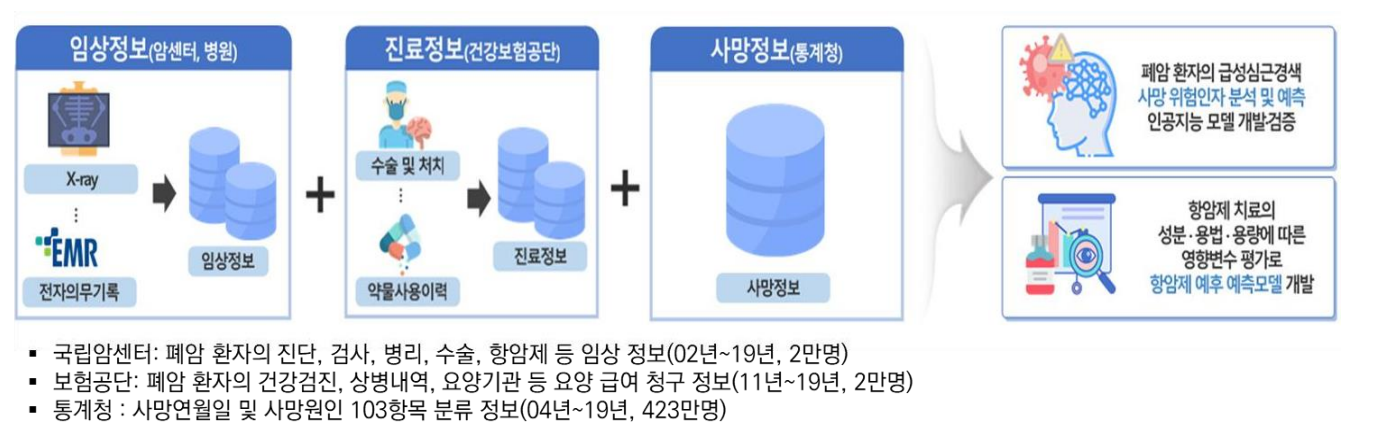 임상정보(암센터, 병원)
X-ray
EMR
전자의무기록
임상정보
+
진료정보(건강보험공단)
수술 및 처치
약물사용이력
진료정보
+
사망정보(통계청)
사망정보
폐암 환자의 급성심근경색
사망 위험인자 분석 및 예측
인공지능 모델 개발·검증
항암제 치료의
성분·용법·용량에 따른
영향변수 평가로
항암제 예후 예측모델 개발
▪ 국립암센터: 폐암 환자의 진단, 검사, 병리, 수술, 항암제 등 임상 정보(02년~19년, 2만명)
▪ 보험공단: 폐암 환자의 건강검진, 상병내역, 요양기관 등 요양 급여 청구 정보(11년~19년, 2만명)
▪ 통계청 : 사망연월일 및 사망원인 103항목 분류 정보(04년~19년, 423만명)